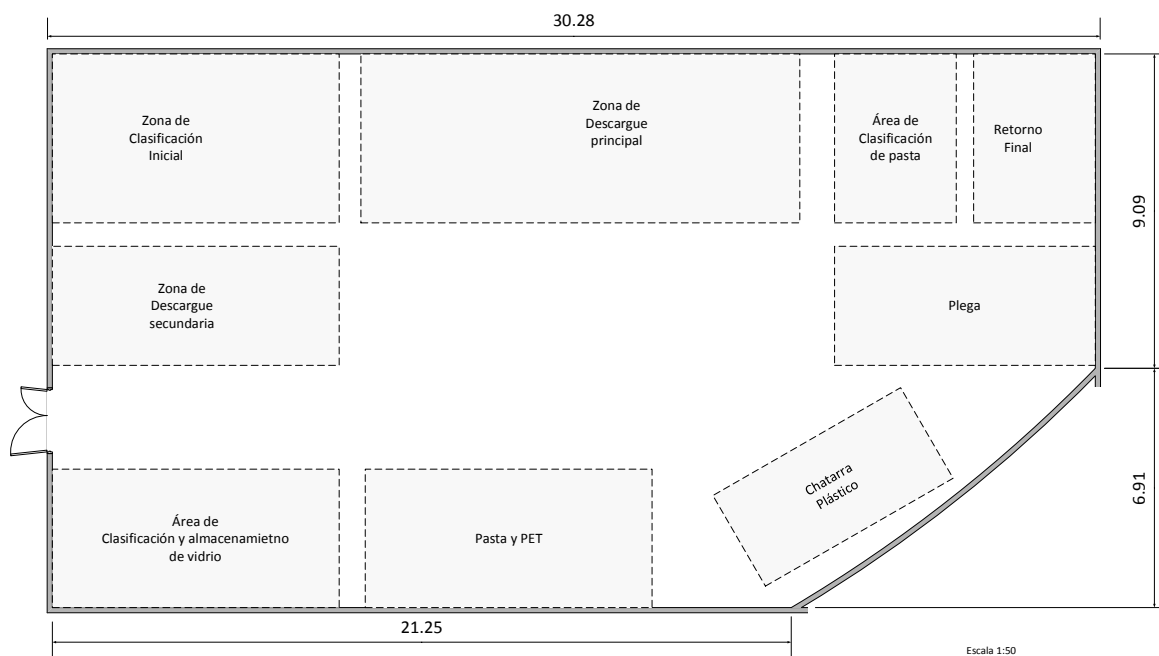 30.28
Zona de
Clasificación
Inicial
Zona de
Descargue
principal
Área de
Clasificación
de pasta
Retorno
Final
9.09
Zona de
Descargue
secundaria
Plega
Chatarra
Plástico
6.91
Área de
Clasificación y almacenamietno
de vidrio
Pasta y PET
21.25
Escala 1:50